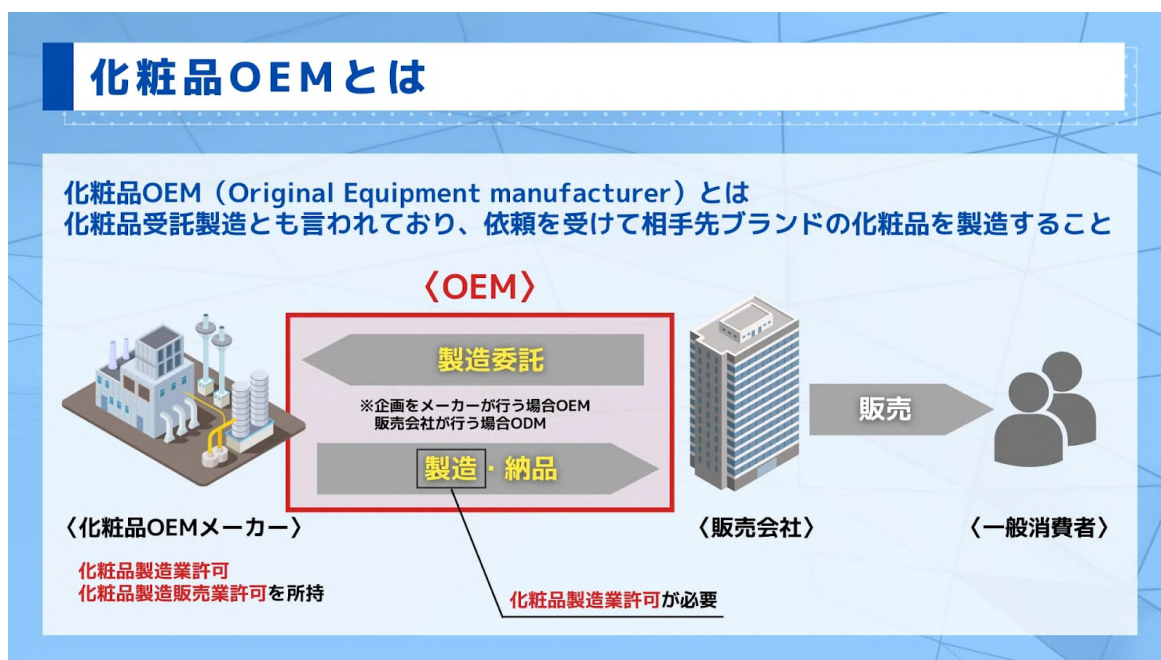 化粧品OEMとは
化粧品OEM（Original Equipment manufacturer）とは
化粧品受託製造とも言われており、依頼を受けて相手先ブランドの化粧品を製造すること
〈OEM〉
製造委託
※企画をメーカーが行う場合OEM
販売会社が行う場合ODM
製造・納品
販売
〈化粧品OEMメーカー〉
〈販売会社〉
〈一般消費者〉
化粧品製造業許可
化粧品製造販売業許可を所持
化粧品製造業許可が必要